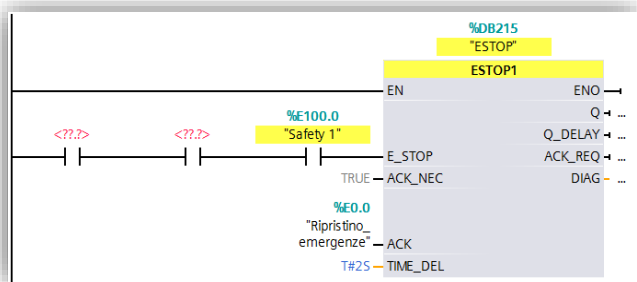 %DB215
"ESTOP"
ESTOP1
EN
ENO
Q
...
%E100.0
<??.?>
<??.?>
"Safety 1"
Q_DELAY
...
E_STOP
ACK_REQ
...
TRUE
ACK_NEC
DIAG
...
%E0.0
"Ripristino_
emergenze"
ACK
T#2S
TIME_DEL